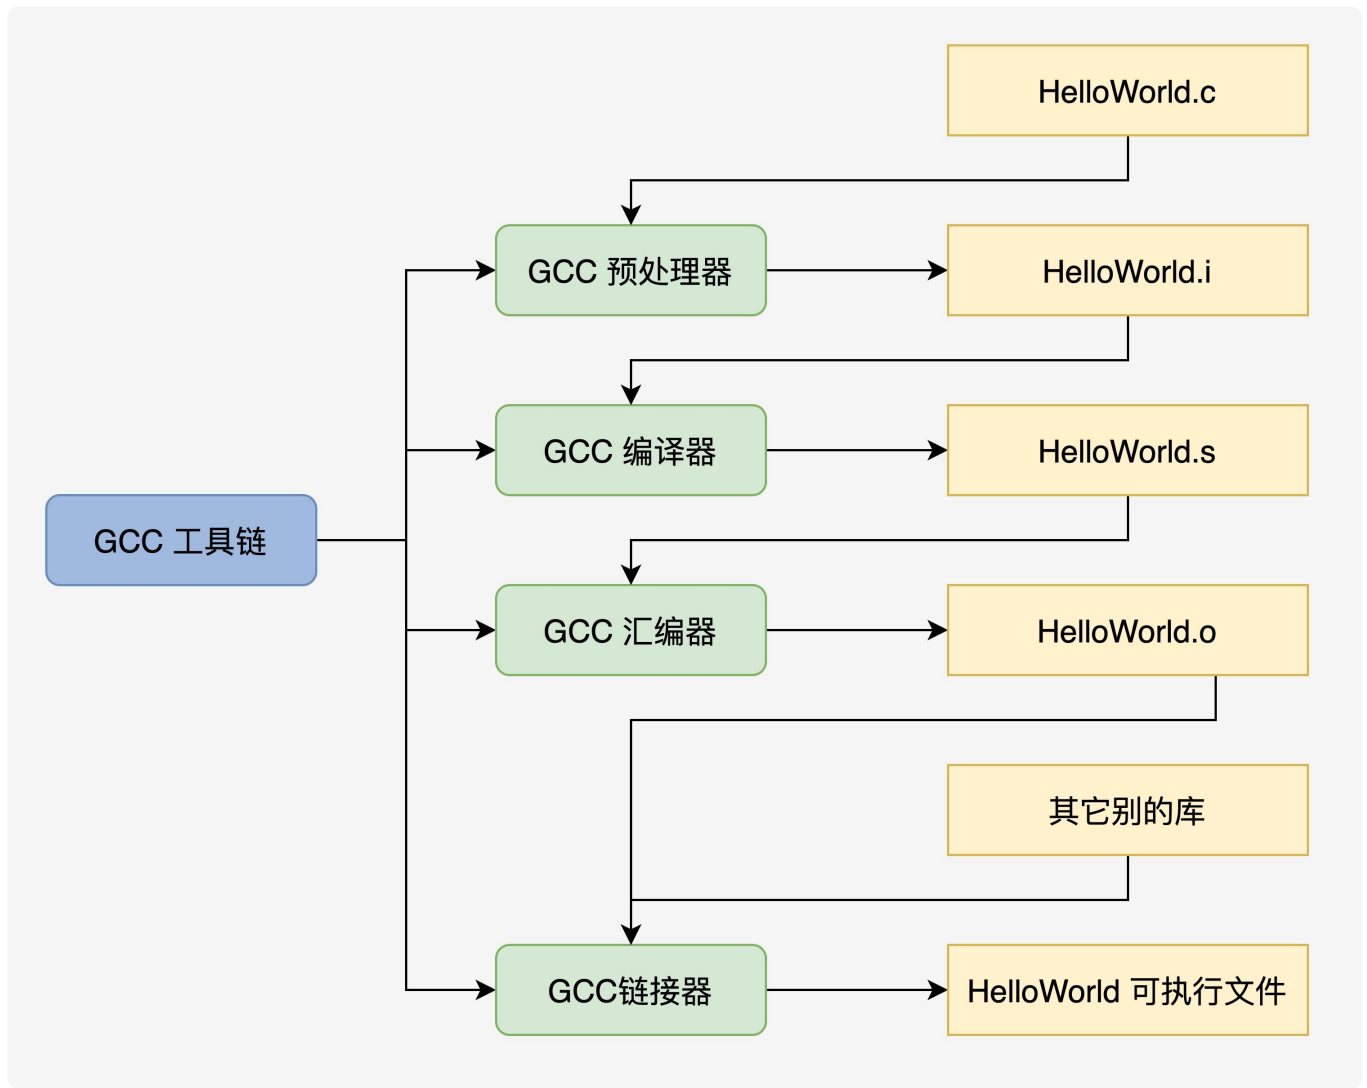 HelloWorld.c
GCC 预处理器
HelloWorld.i
GCC 编译器
HelloWorld.s
GCC 工具链
GCC 汇编器
HelloWorld.o
其它别的库
GCC链接器
HelloWorld 可执行文件